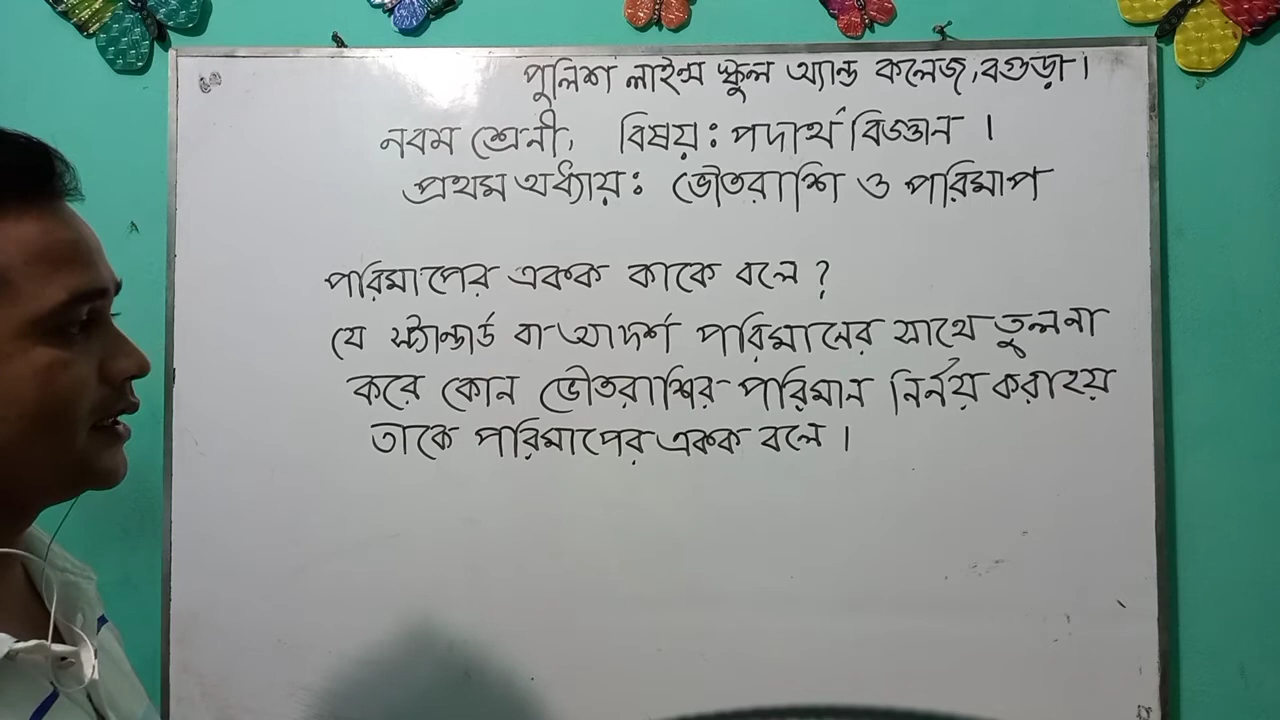 পুলিশ লাইন্স স্কুল অ্যান্ড কলেজ, বগুড়া।
নবম শ্রেনী, বিষয়ঃ পদার্থ বিজ্ঞান ।
প্রথম অধ্যায়ঃ ভৌতরাশি ও পরিমাপ
পরিমাপের একক কাকে বলে ?
যে স্ট্যান্ডার্ড বা আদর্শ পরিমানের সাথে তুলনা
করে কোন ভৌতরাশির পরিমান নির্নয় করা হয়
তাকে পরিমাপের একক বলে ।